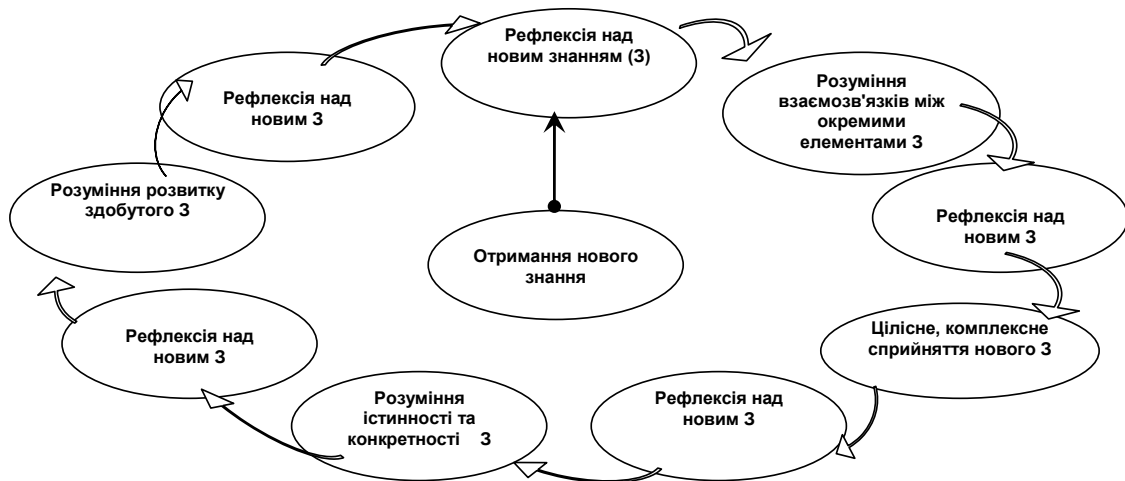 Рефлексія над
новим знанням (З)
Розуміння
взаємозв'язків між
окремими
елементами З
Рефлексія над
новим З
Цілісне, комплексне
сприйняття нового З
Рефлексія над
новим З
Розуміння
істинності та
конкретності З
Рефлексія над
новим З
Розуміння розвитку
здобутого З
Рефлексія над
новим З
Отримання нового
знання